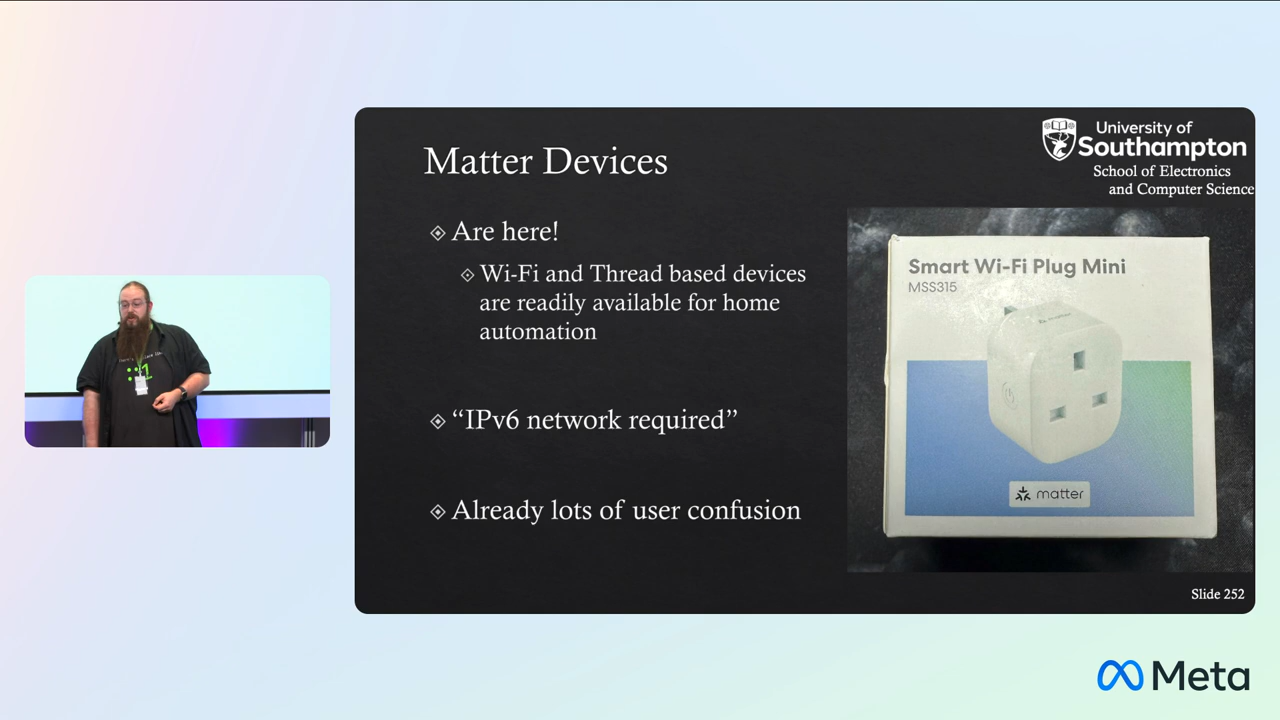 Matter Devices
Are here!
Wi-Fi and Thread based devices
are readily available for home
automation
“IPv6 network required”
Already lots of user confusion
University of
Southampton
School of Electronics
and Computer Science
Smart Wi-Fi Plug Mini
MSS315
matter
matter
Slide 252
Meta